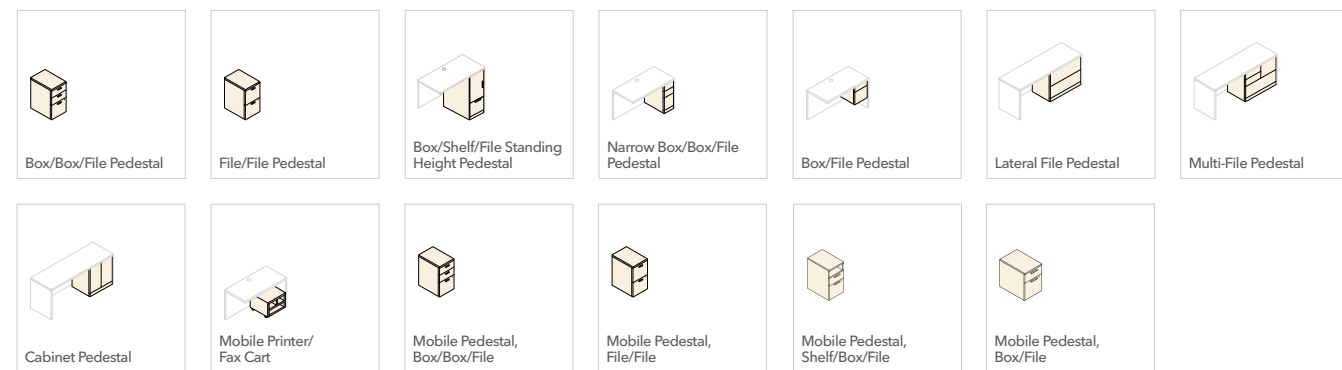 Box/Box/File Pedestal
File/File Pedestal
Box/Shelf/File Standing
Height Pedestal
Narrow Box/Box/File
Pedestal
Box/File Pedestal
Lateral File Pedestal
Multi-File Pedestal
Cabinet Pedestal
Mobile Printer/
Fax Cart
Mobile Pedestal,
Box/Box/File
Mobile Pedestal,
File/File
Mobile Pedestal,
Shelf/Box/File
Mobile Pedestal,
Box/File